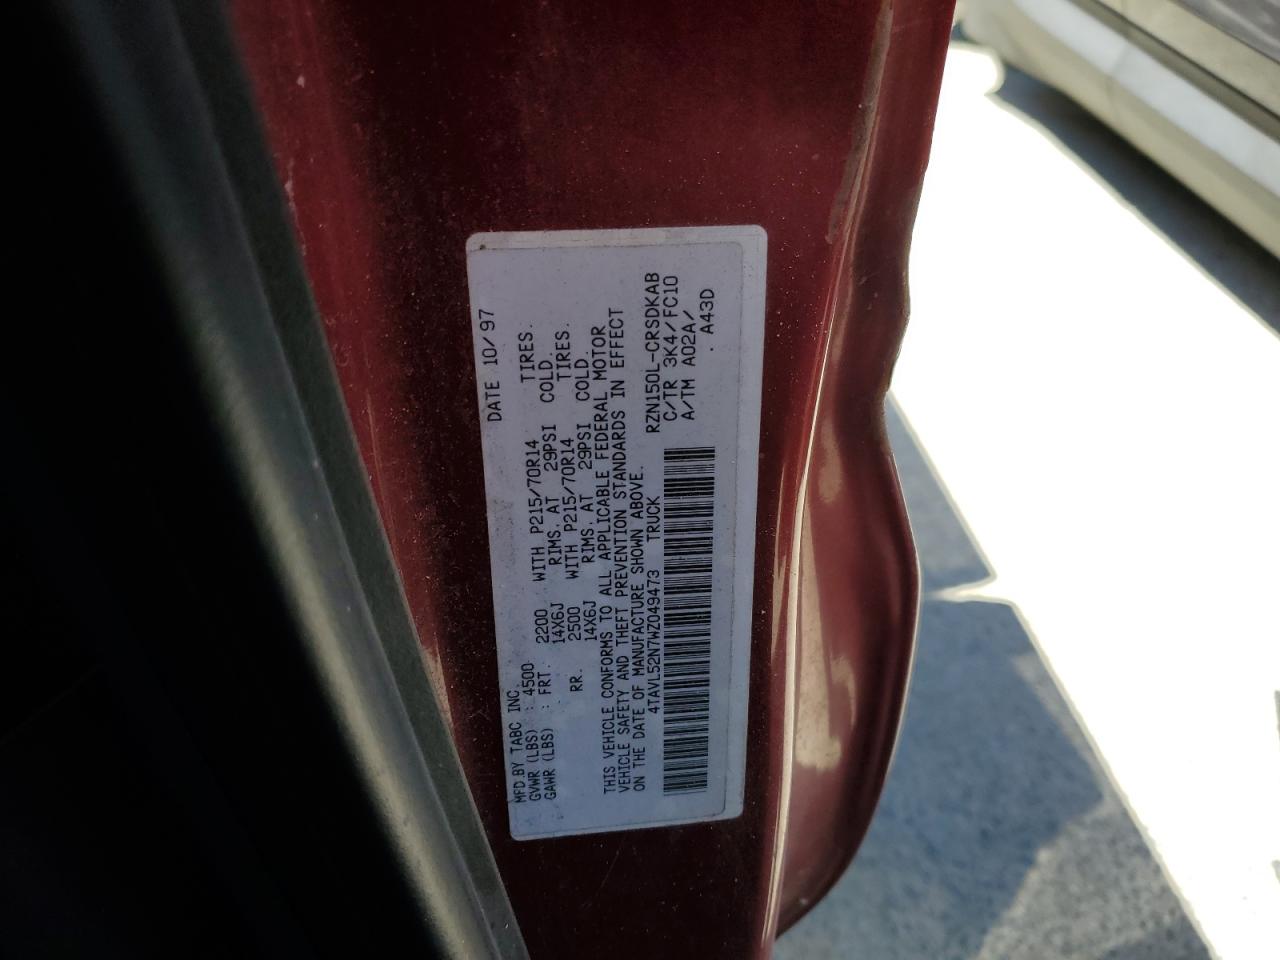 DATE 10/97
MFD.BY TABC INC.
GVWR (LBS) : 4500
GAWR (LBS) : FRT. 2200 WITH P215/70R14 TIRES.
14X6J RIMS. AT 29PSI COLD.
RR. 2500 WITH P215/70R14 TIRES.
14X6J RIMS. AT 29PSI COLD.
THIS VEHICLE CONFORMS TO ALL APPLICABLE FEDERAL MOTOR
VEHICLE SAFETY AND THEFT PREVENTION STANDARDS IN EFFECT
ON THE DATE OF MANUFACTURE SHOWN ABOVE.
4TAVL52N7WZ049473 TRUCK
RZN150L-CRSDKAB
C/TR 3K4/FC10
A/TM A02A/
. A43D